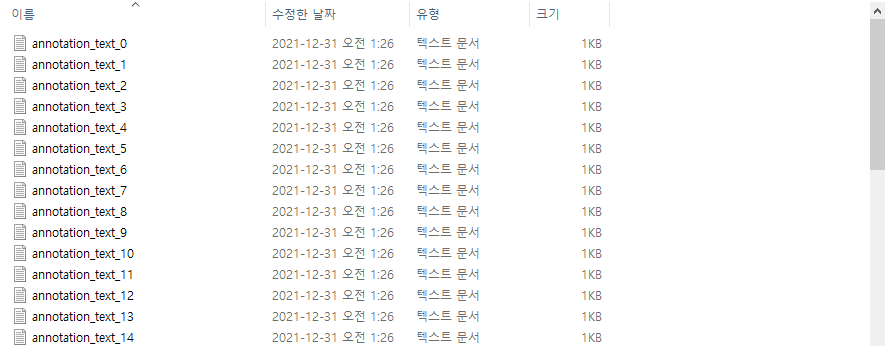 이름 수정한 날짜 유형 크기
annotation_text_0 2021-12-31 오전 1:26 텍스트 문서 1KB
annotation_text_1 2021-12-31 오전 1:26 텍스트 문서 1KB
annotation_text_2 2021-12-31 오전 1:26 텍스트 문서 1KB
annotation_text_3 2021-12-31 오전 1:26 텍스트 문서 1KB
annotation_text_4 2021-12-31 오전 1:26 텍스트 문서 1KB
annotation_text_5 2021-12-31 오전 1:26 텍스트 문서 1KB
annotation_text_6 2021-12-31 오전 1:26 텍스트 문서 1KB
annotation_text_7 2021-12-31 오전 1:26 텍스트 문서 1KB
annotation_text_8 2021-12-31 오전 1:26 텍스트 문서 1KB
annotation_text_9 2021-12-31 오전 1:26 텍스트 문서 1KB
annotation_text_10 2021-12-31 오전 1:26 텍스트 문서 1KB
annotation_text_11 2021-12-31 오전 1:26 텍스트 문서 1KB
annotation_text_12 2021-12-31 오전 1:26 텍스트 문서 1KB
annotation_text_13 2021-12-31 오전 1:26 텍스트 문서 1KB
annotation_text_14 2021-12-31 오전 1:26 텍스트 문서 1KB